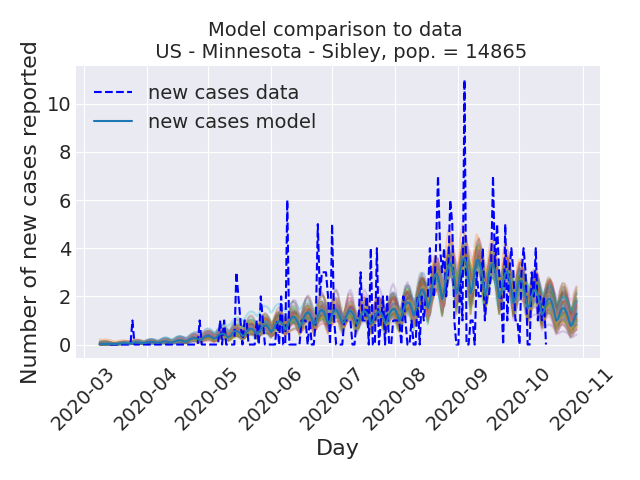 Model comparison to data
US - Minnesota - Sibley, pop. = 14865
Number of new cases reported
10
8
6
4
2
0
new cases data
new cases model
2020-03
2020-04
2020-05
2020-06
2020-07
2020-08
2020-09
2020-10
2020-11
Day